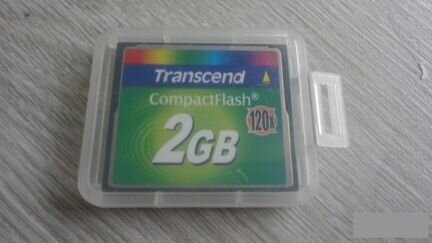 Transcend
CompactFlash®
120x
2GB